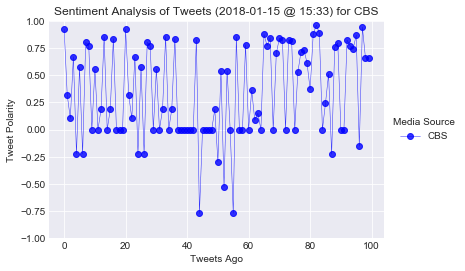 Sentiment Analysis of Tweets (2018-01-15 @ 15:33) for CBS
1.00
0.75
0.50
0.25
0.00
−0.25
−0.50
−0.75
−1.00
Tweet Polarity
0 20 40 60 80 100
Tweets Ago
Media Source
CBS